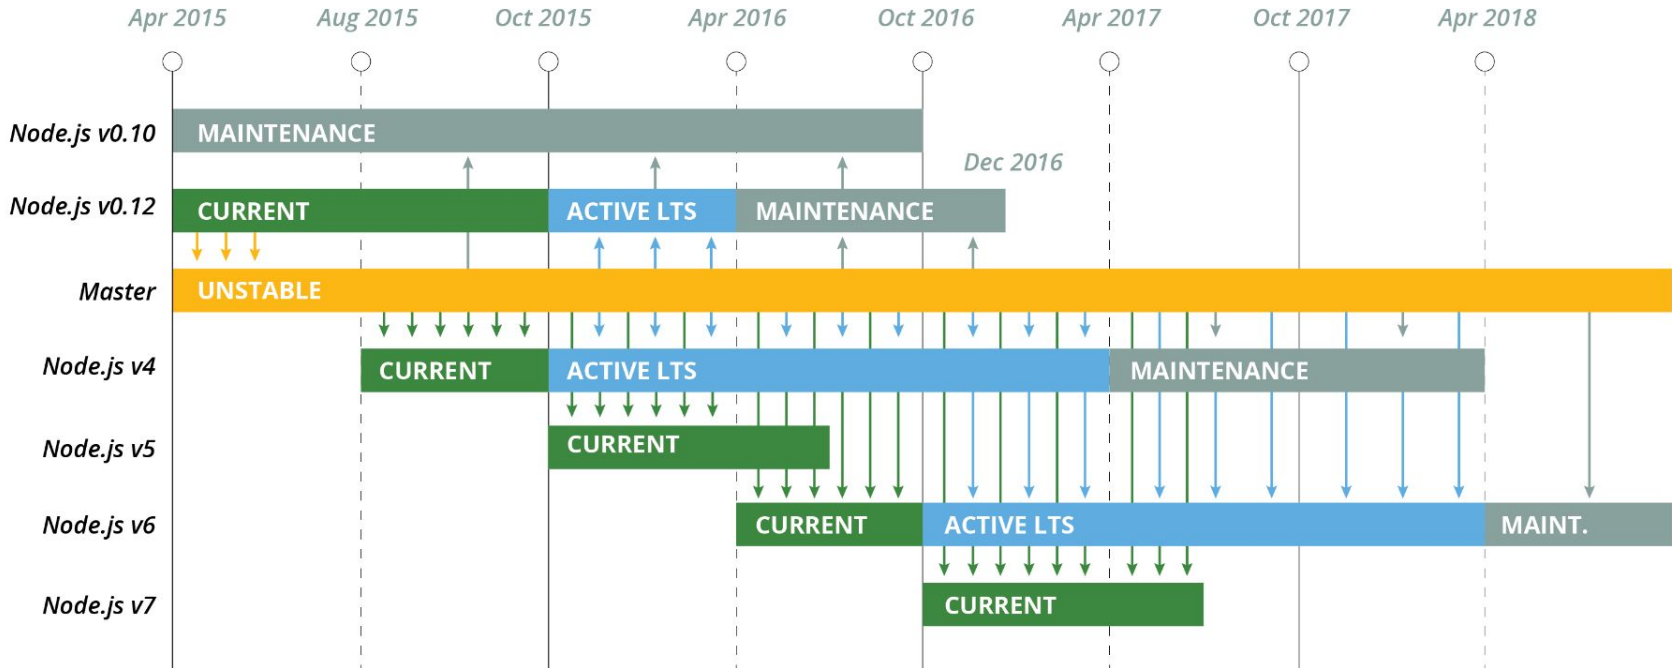 Apr 2015 Aug 2015 Oct 2015 Apr 2016 Oct 2016 Apr 2017 Oct 2017 Apr 2018
Node.js v0.10 MAINTENANCE
Dec 2016
Node.js v0.12 CURRENT ACTIVE LTS MAINTENANCE
Master UNSTABLE
Node.js v4 CURRENT ACTIVE LTS MAINTENANCE
Node.js v5 CURRENT
Node.js v6 CURRENT ACTIVE LTS MAINT.
Node.js v7 CURRENT